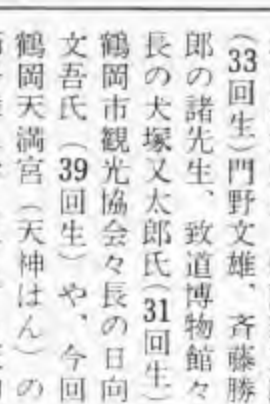 （33回生）門野文雄、斉藤勝
郎の諸先生、致道博物館々
長の犬塚又太郎氏（31回生）
鶴岡市観光協会々長の日向
文吾氏（39回生）や、今回
鶴岡天満宮（天神はん）の